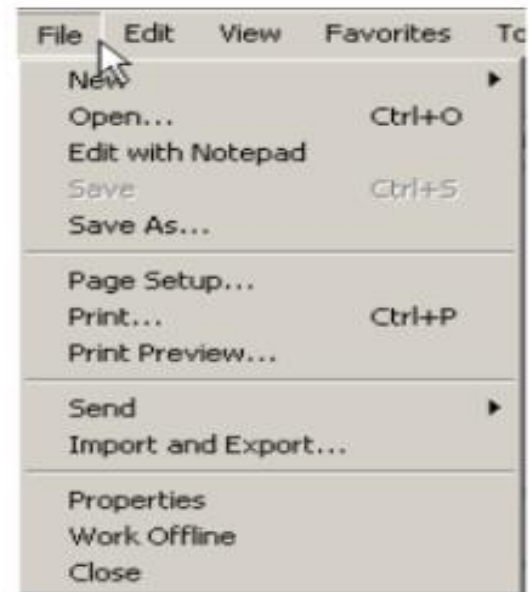 File Edit View Favorites To
New
Open... Ctrl+O
Edit with Notepad
Save Ctrl+S
Save As...
Page Setup...
Print... Ctrl+P
Print Preview...
Send
Import and Export...
Properties
Work Offline
Close